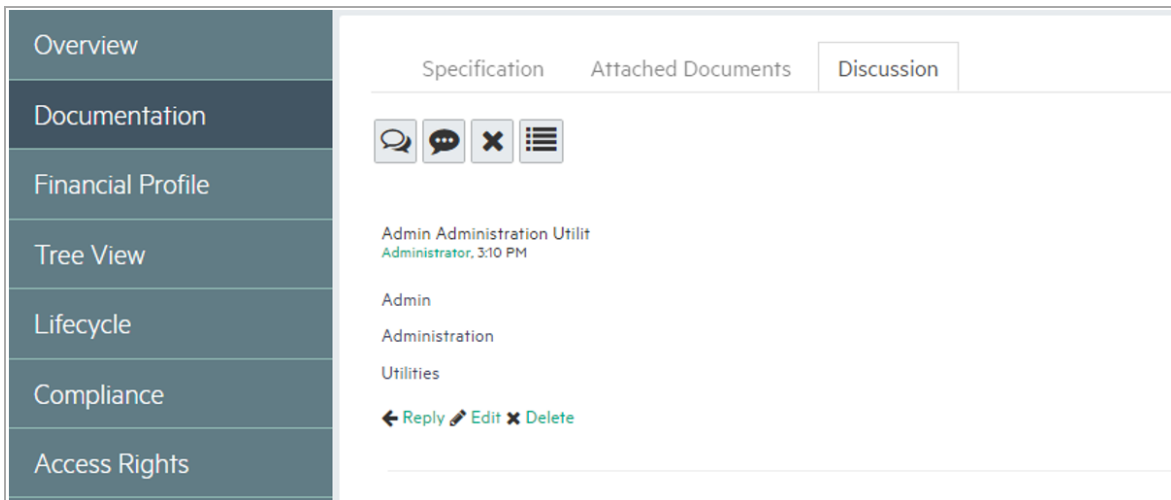 Overview
Documentation
Financial Profile
Tree View
Lifecycle
Compliance
Access Rights
Specification Attached Documents Discussion
Admin Administration Utilit
Administrator, 3:10 PM
Admin
Administration
Utilities
Reply Edit Delete